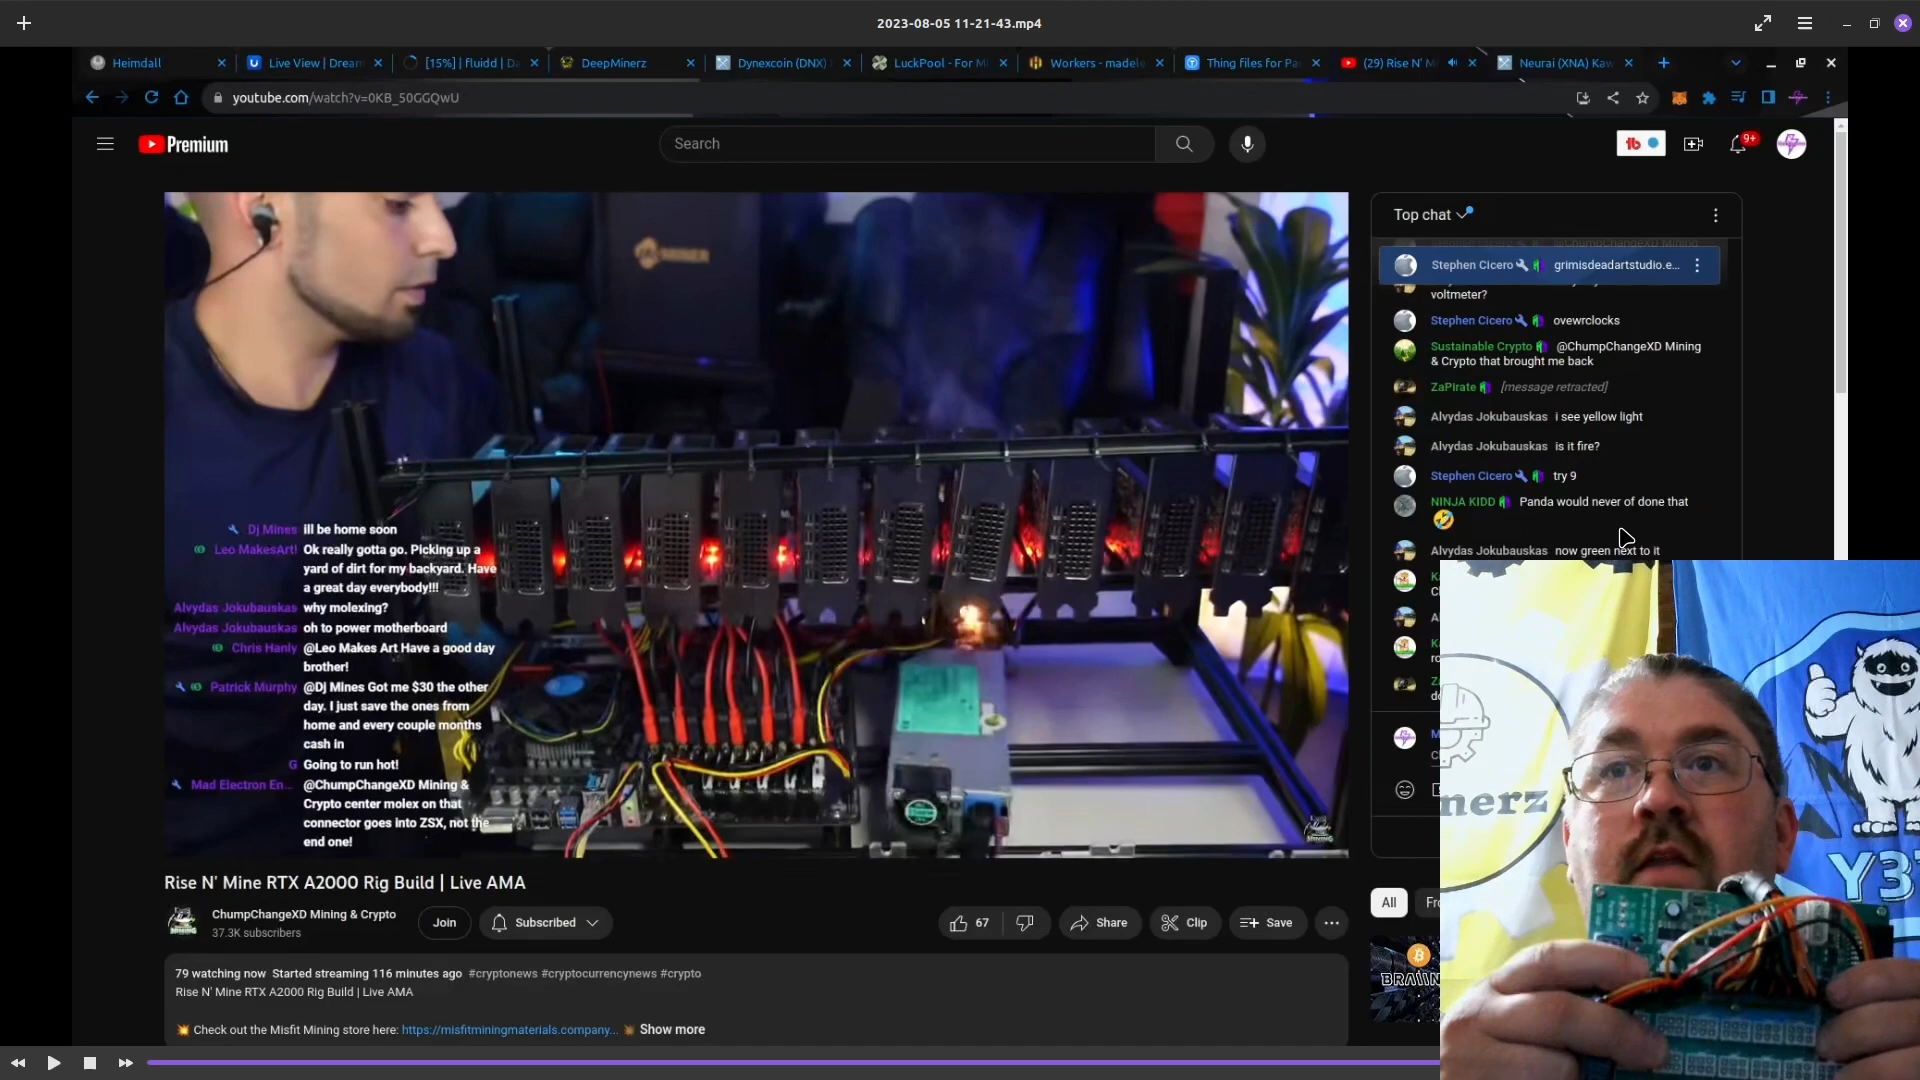 2023-08-05 11-21-43.mp4
Heimdall
Live View | Dream
[15%] | fluidd | De
DeepMinerz
Dynexcoin (DNX)
LuckPool - For M
Workers - madele
Thing files for Pa
(29) Rise N' M
Neurai (XNA) Kaw
youtube.com/watch?v=0KB_50GGQwU
Premium
Search
9+
Top chat
Stephen Cicero grimisdeadartstudio.e...
voltmeter?
Stephen Cicero ovewrclocks
Sustainable Crypto @ChumpChangeXD Mining
& Crypto that brought me back
ZaPirate [message retracted]
Alvydas Jokubauskas i see yellow light
Alvydas Jokubauskas is it fire?
Stephen Cicero try 9
NINJA KIDD Panda would never of done that
Alvydas Jokubauskas now green next to it
MINER
Dj Mines ill be home soon
Leo MakesArt! Ok really gotta go. Picking up a
yard of dirt for my backyard. Have
a great day everybody!!!
Alvydas Jokubauskas why molexing?
Alvydas Jokubauskas oh to power motherboard
Chris Hanly @Leo Makes Art Have a good day
brother!
Patrick Murphy @Dj Mines Got me $30 the other
day. I just save the ones from
home and every couple months
cash in
G Going to run hot!
Mad Electron En... @ChumpChangeXD Mining &
Crypto center molex on that
connector goes into ZSX, not the
end one!
Rise N' Mine RTX A2000 Rig Build | Live AMA
ChumpChangeXD Mining & Crypto
37.3K subscribers
Join
Subscribed
67
Share
Clip
Save
All
79 watching now Started streaming 116 minutes ago #cryptonews #cryptocurrencynews #crypto
Rise N' Mine RTX A2000 Rig Build | Live AMA
Check out the Misfit Mining store here: https://misfitminingmaterials.company... Show more
BRAIIN
nerz
Y3T